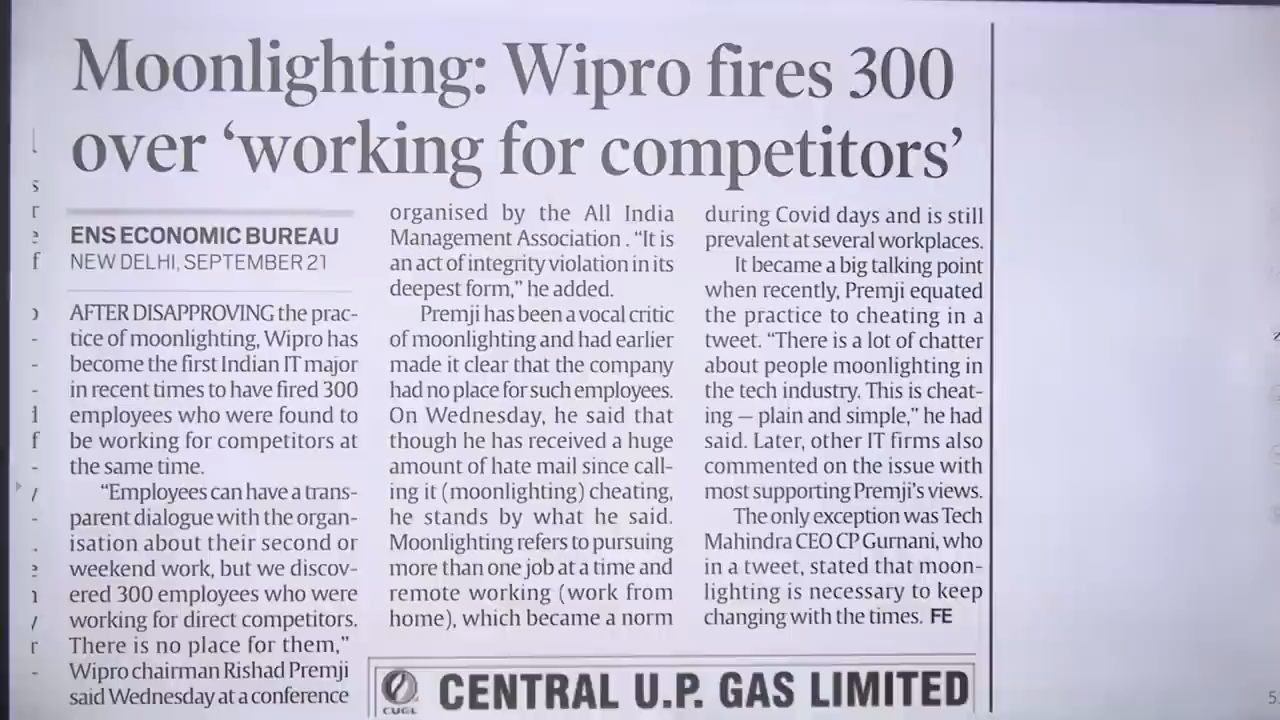 Moonlighting: Wipro fires 300
over ‘working for competitors’
ENS ECONOMIC BUREAU
NEW DELHI, SEPTEMBER 21
AFTER DISAPPROVING the prac-
tice of moonlighting, Wipro has
become the first Indian IT major
in recent times to have fired 300
employees who were found to
be working for competitors at
the same time.
“Employees can have a trans-
parent dialogue with the organ-
isation about their second or
weekend work, but we discov-
ered 300 employees who were
working for direct competitors.
There is no place for them,”
Wipro chairman Rishad Premji
said Wednesday at a conference
organised by the All India
Management Association . “It is
an act of integrity violation in its
deepest form,” he added.
Premji has been a vocal critic
of moonlighting and had earlier
made it clear that the company
had no place for such employees.
On Wednesday, he said that
though he has received a huge
amount of hate mail since call-
ing it (moonlighting) cheating,
he stands by what he said.
Moonlighting refers to pursuing
more than one job at a time and
remote working (work from
home), which became a norm
during Covid days and is still
prevalent at several workplaces.
It became a big talking point
when recently, Premji equated
the practice to cheating in a
tweet. “There is a lot of chatter
about people moonlighting in
the tech industry. This is cheat-
ing — plain and simple,” he had
said. Later, other IT firms also
commented on the issue with
most supporting Premji’s views.
The only exception was Tech
Mahindra CEO CP Gurnani, who
in a tweet, stated that moon-
lighting is necessary to keep
changing with the times. FE
CUGL
CENTRAL U.P. GAS LIMITED